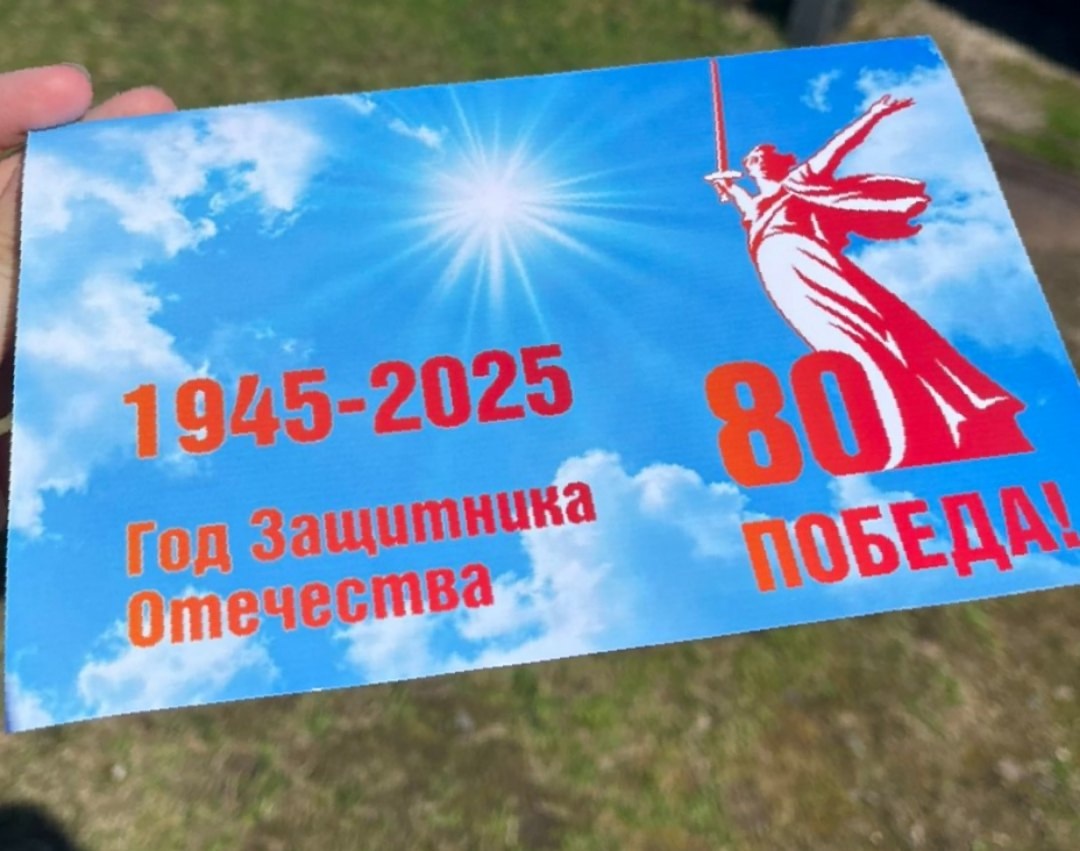 1945-2025
Год Защитника
Отечества
80
ПОБЕДА!